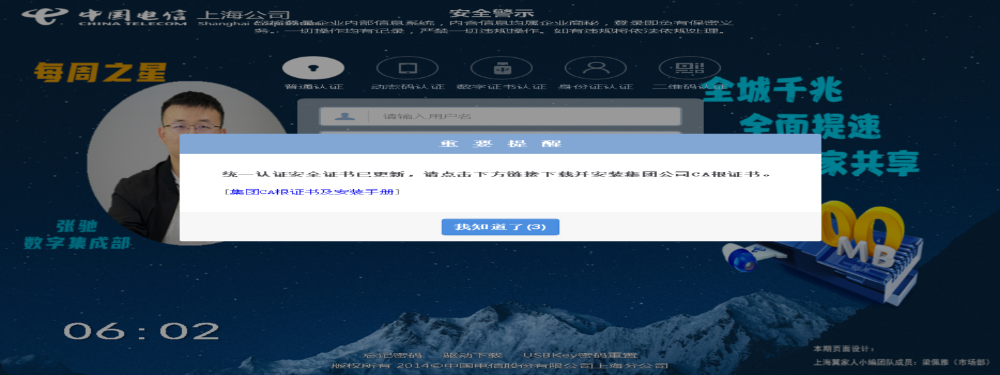 中国电信
CHINA TELECOM
上海公司
Shanghai
安全警示
企业内部信息系统，内含信息均属企业商秘，登录即负有保密义
务。一切操作均有记录，严禁一切违规操作。如有违规将依法依规处理。
每周之星
普通认证
动态码认证
数字证书认证
身份证认证
二维码认证
请输入用户名
全城千兆
全面提速
家共享
重 要 提 醒
统一认证安全证书已更新，请点击下方链接下载并安装集团公司CA根证书。
[集团CA根证书及安装手册]
我知道了(3)
张驰
数字集成部
00
MB
06:02
忘记密码 驱动下载 USBKey密码重置
版权所有 2014©中国电信股份有限公司上海分公司
本期页面设计：
上海翼家人小编团队成员：梁佩雅（市场部）